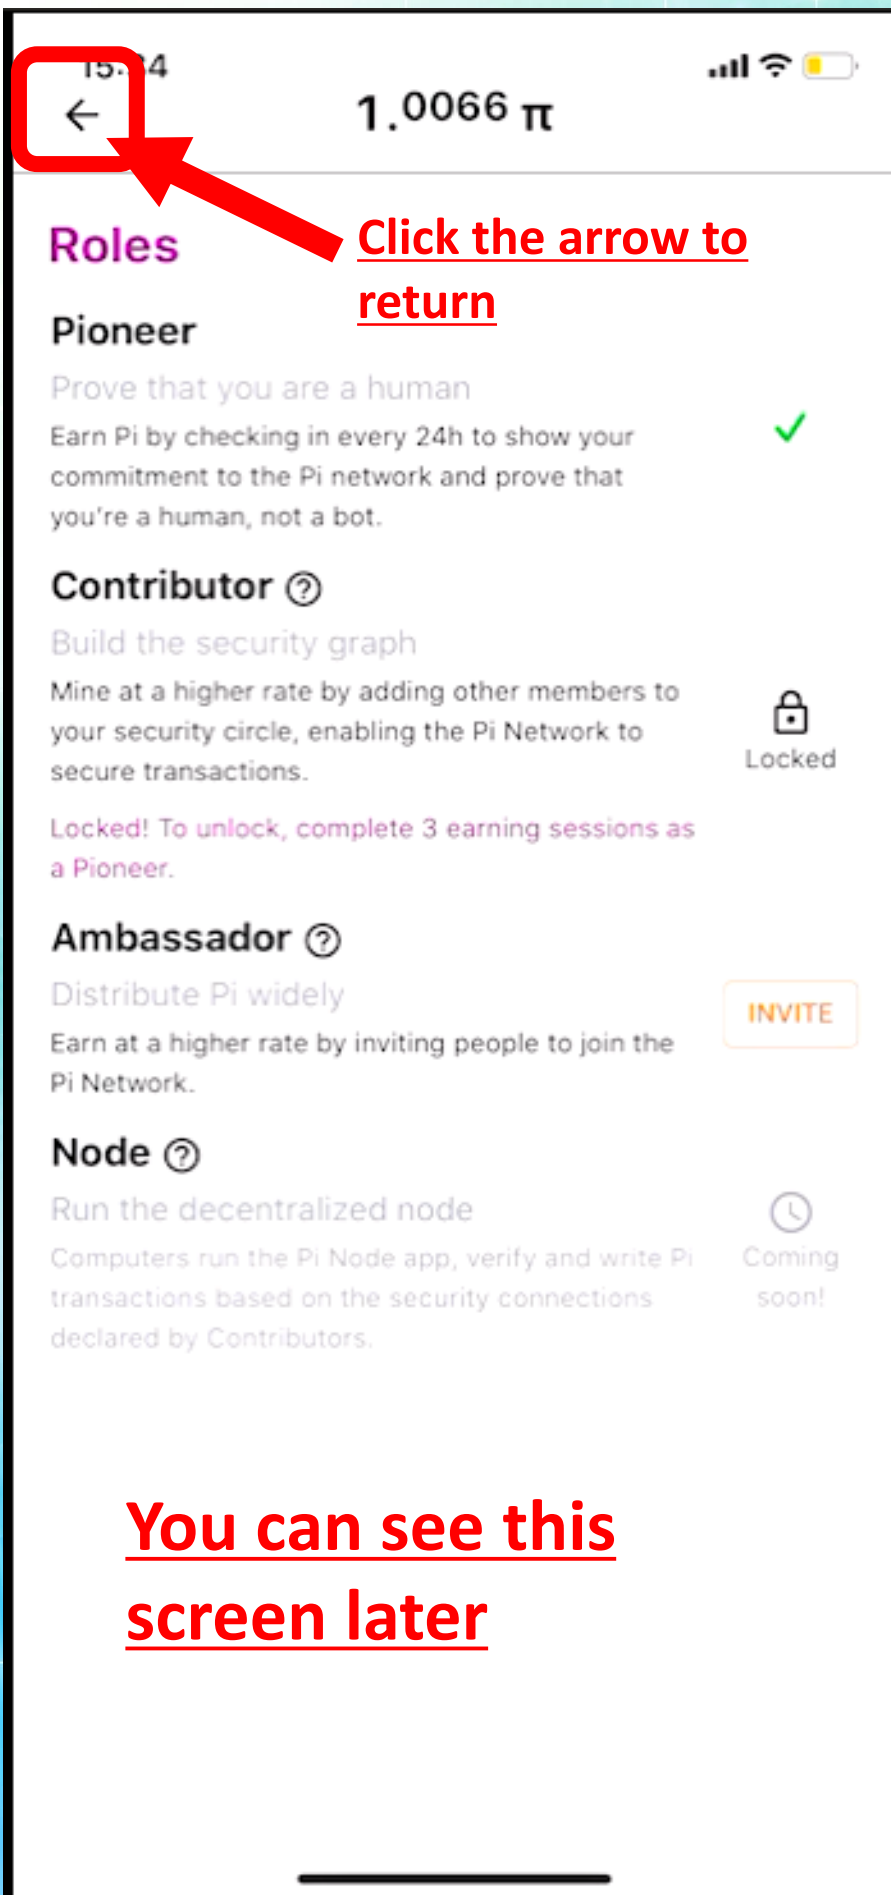 1.0066 π
Click the arrow to
return
Roles
Pioneer
Prove that you are a human
Earn Pi by checking in every 24h to show your
commitment to the Pi network and prove that
you're a human, not a bot.
Contributor ?
Build the security graph
Mine at a higher rate by adding other members to
your security circle, enabling the Pi Network to
secure transactions.
Locked
Locked! To unlock, complete 3 earning sessions as
a Pioneer.
Ambassador ?
Distribute Pi widely
INVITE
Earn at a higher rate by inviting people to join the
Pi Network.
Node ?
Run the decentralized node
Computers run the Pi Node app, verify and write Pi
transactions based on the security connections
declared by Contributors.
Coming
soon!
You can see this
screen later